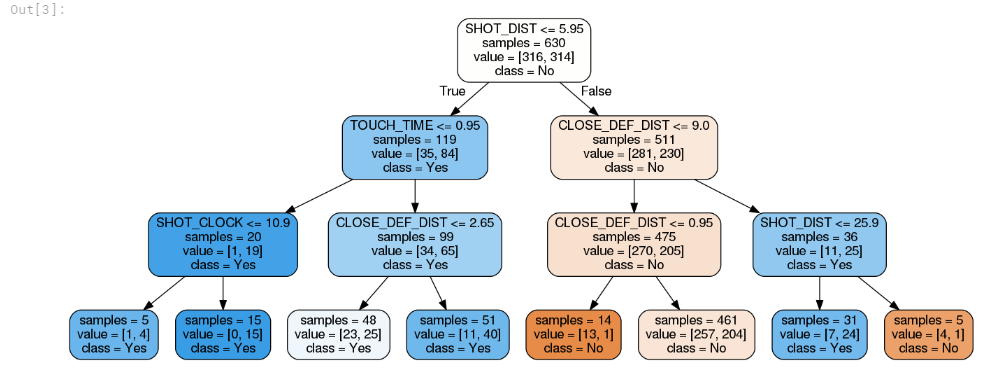 Out[3]:
SHOT_DIST <= 5.95
samples = 630
value = [316, 314]
class = No
True
False
TOUCH_TIME <= 0.95
samples = 119
value = [35, 84]
class = Yes
CLOSE_DEF_DIST <= 9.0
samples = 511
value = [281, 230]
class = No
SHOT_CLOCK <= 10.9
samples = 20
value = [1, 19]
class = Yes
CLOSE_DEF_DIST <= 2.65
samples = 99
value = [34, 65]
class = Yes
CLOSE_DEF_DIST <= 0.95
samples = 475
value = [270, 205]
class = No
SHOT_DIST <= 25.9
samples = 36
value = [11, 25]
class = Yes
samples = 5
value = [1, 4]
class = Yes
samples = 15
value = [0, 15]
class = Yes
samples = 48
value = [23, 25]
class = Yes
samples = 51
value = [11, 40]
class = Yes
samples = 14
value = [13, 1]
class = No
samples = 461
value = [257, 204]
class = No
samples = 31
value = [7, 24]
class = Yes
samples = 5
value = [4, 1]
class = No